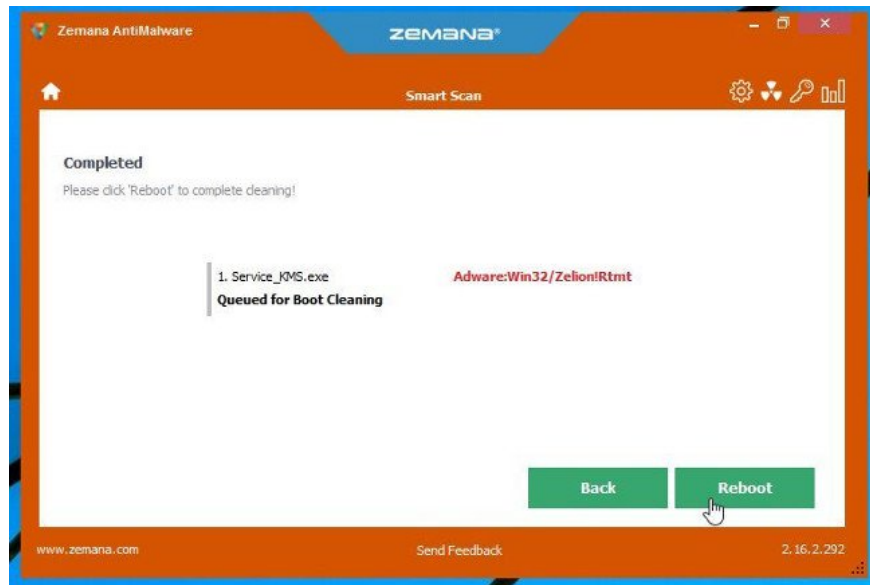 Zemana AntiMalware
zemana®
Smart Scan
Completed
Please click 'Reboot' to complete cleaning!
1. Service_KMS.exe
Adware:Win32/Zelion!Rtmt
Queued for Boot Cleaning
Back
Reboot
www.zemana.com
Send Feedback
2.16.2.292